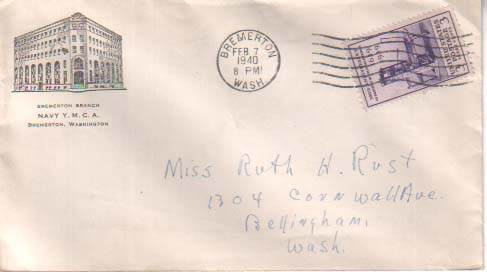 BREMERTON
FEB 7
1940
8 PM
WASH.
BREMERTON BRANCH
NAVY Y. M. C. A.
BREMERTON, WASHINGTON
Miss Ruth H. Rust
1304 Cornwall Ave.
Bellingham,
Wash.